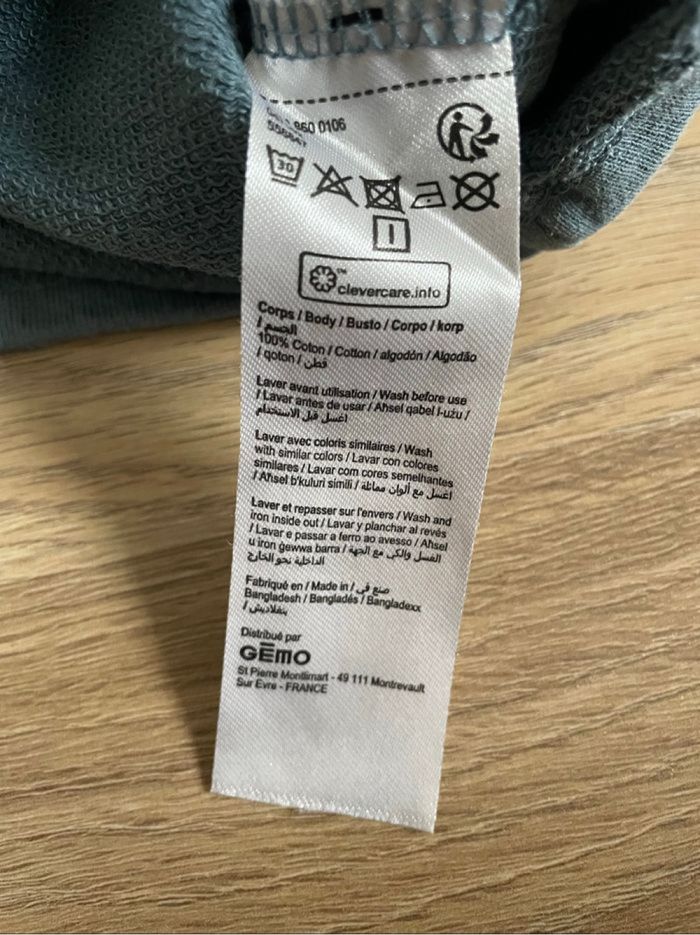 860 0106
30
™
clevercare.info
Corps / Body / Busto / Corpo / korp
/ الجسم
100% Coton / Cotton / algodón / Algodão
/ qoton / قطن
Laver avant utilisation / Wash before use
/ Lavar antes de usar / Aħsel qabel l-użu /
اغسل قبل الاستخدام
Laver avec coloris similaires / Wash
with similar colors / Lavar con colores
similares / Lavar com cores semelhantes
/ Aħsel b'kuluri simili / اغسل مع ألوان مماثلة
Laver et repasser sur l'envers / Wash and
iron inside out / Lavar y planchar al revés
/ Lavar e passar a ferro ao avesso / Aħsel
u iron ġewwa barra / الغسل والكي مع الجهة
الداخلية نحو الخارج
Fabriqué en / Made in / صنع في
Bangladesh / Bangladés / Bangladexx
/ بنغلاديش
Distribué par
GĒMO
St Pierre Montlimart - 49 111 Montrevault
Sur Evre - FRANCE